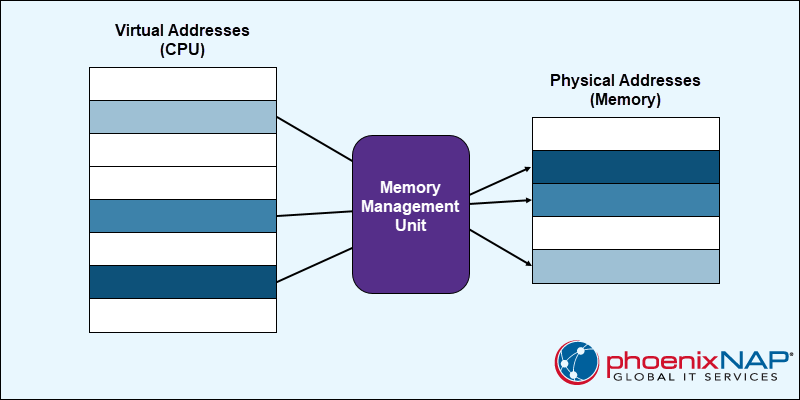 Virtual Addresses
(CPU)
Physical Addresses
(Memory)
Memory
Management
Unit
phoenixNAP®
GLOBAL IT SERVICES